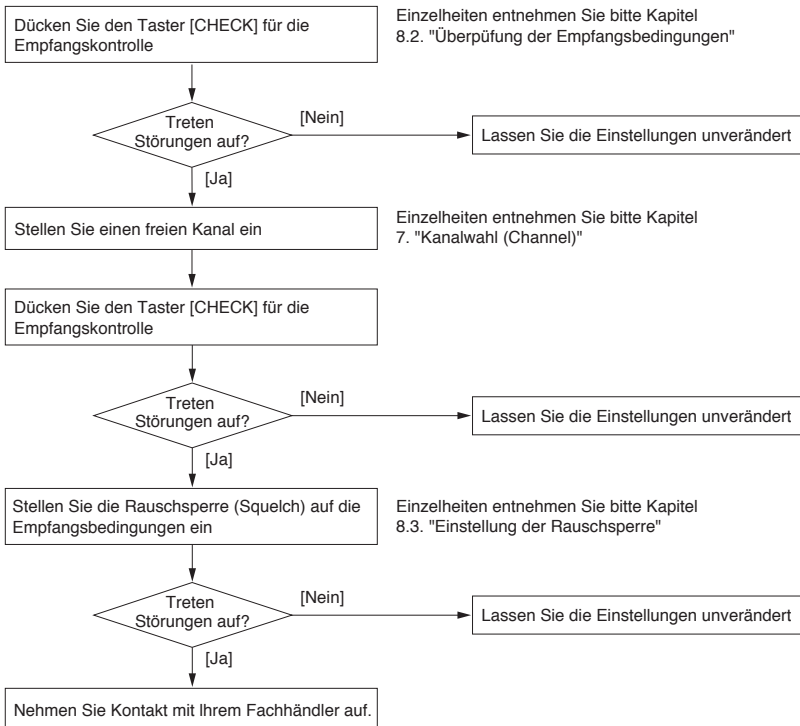 Dücken Sie den Taster [CHECK] für die
Empfangskontrolle
Einzelheiten entnehmen Sie bitte Kapitel
8.2. "Überpüfung der Empfangsbedingungen"
Treten
Störungen auf?
[Nein]
Lassen Sie die Einstellungen unverändert
[Ja]
Stellen Sie einen freien Kanal ein
Einzelheiten entnehmen Sie bitte Kapitel
7. "Kanalwahl (Channel)"
Dücken Sie den Taster [CHECK] für die
Empfangskontrolle
Treten
Störungen auf?
[Nein]
Lassen Sie die Einstellungen unverändert
[Ja]
Stellen Sie die Rauschsperre (Squelch) auf die
Empfangsbedingungen ein
Einzelheiten entnehmen Sie bitte Kapitel
8.3. "Einstellung der Rauschsperre"
Treten
Störungen auf?
[Nein]
Lassen Sie die Einstellungen unverändert
[Ja]
Nehmen Sie Kontakt mit Ihrem Fachhändler auf.